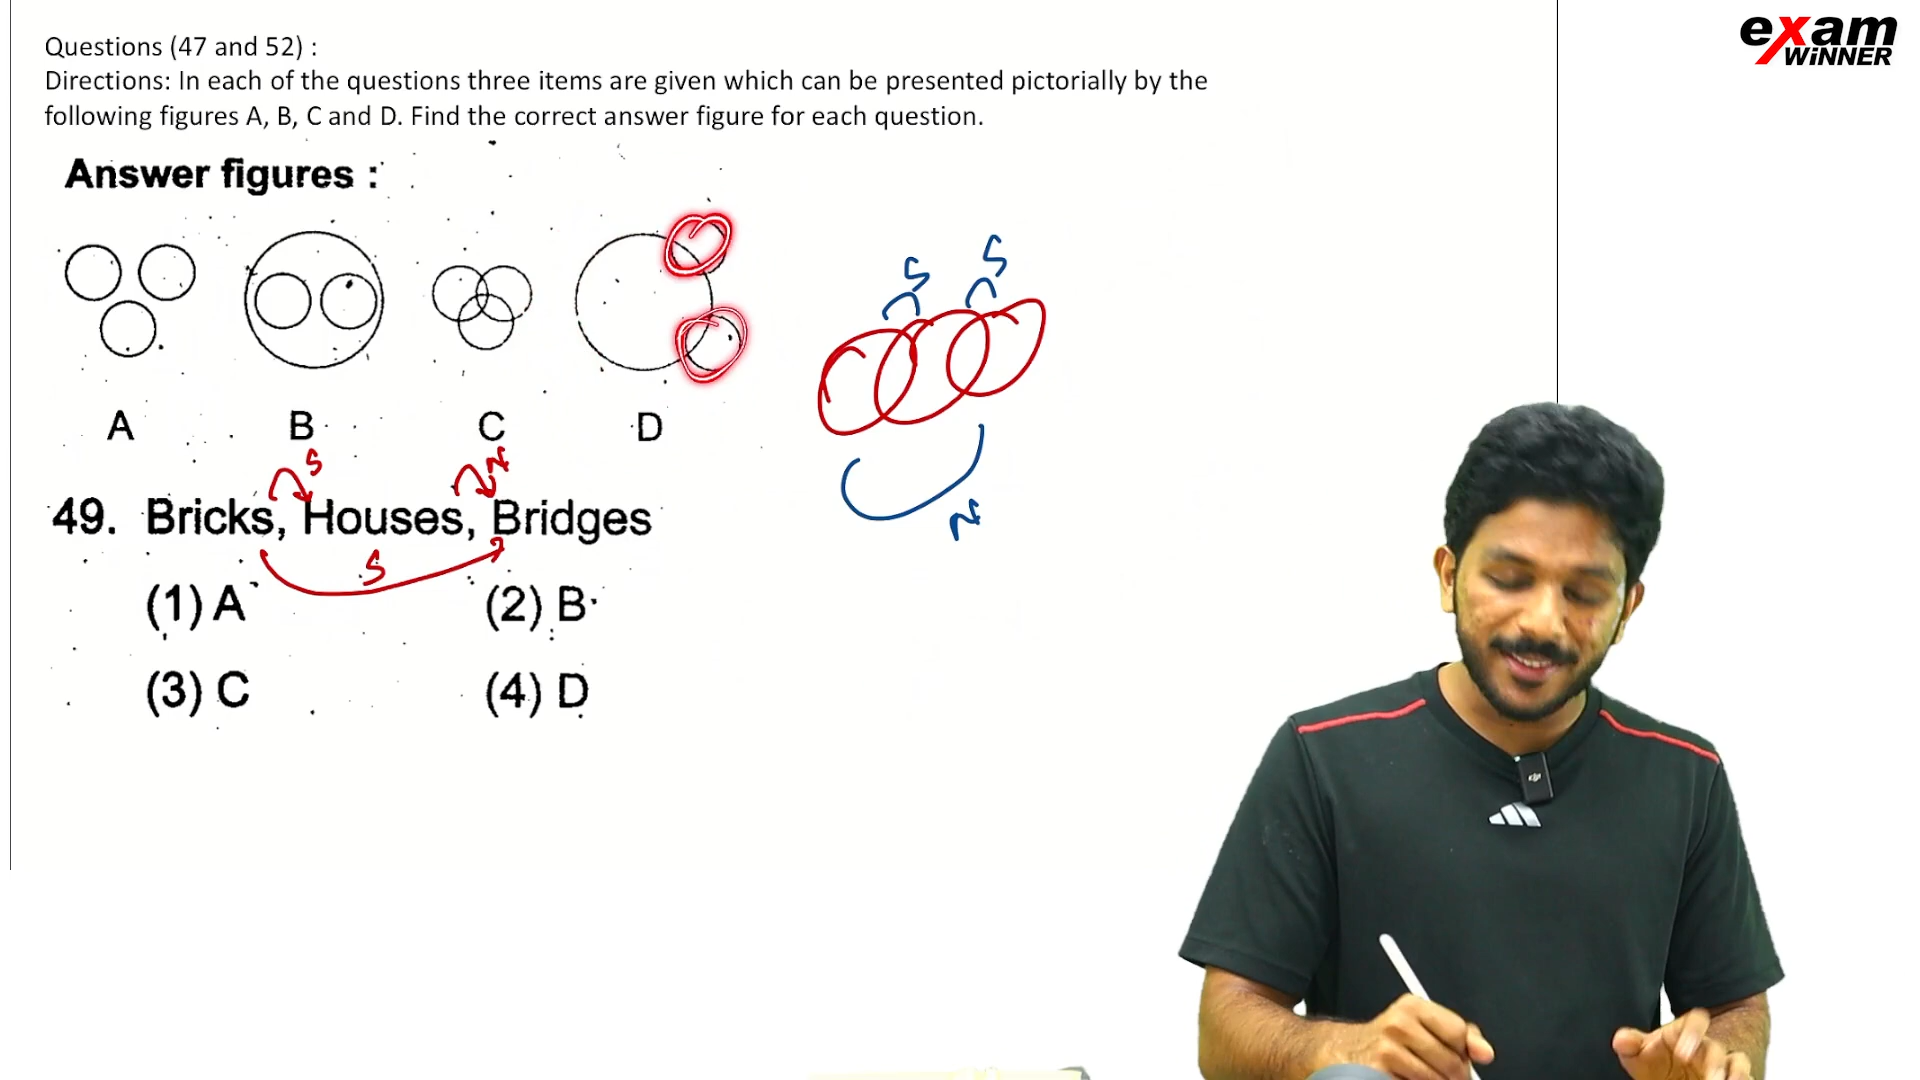 exam
WiNNER
Questions (47 and 52) :
Directions: In each of the questions three items are given which can be presented pictorially by the
following figures A, B, C and D. Find the correct answer figure for each question.
Answer figures :
S
S
A B C D
S N
N
49. Bricks, Houses, Bridges
S
(1) A (2) B
(3) C (4) D